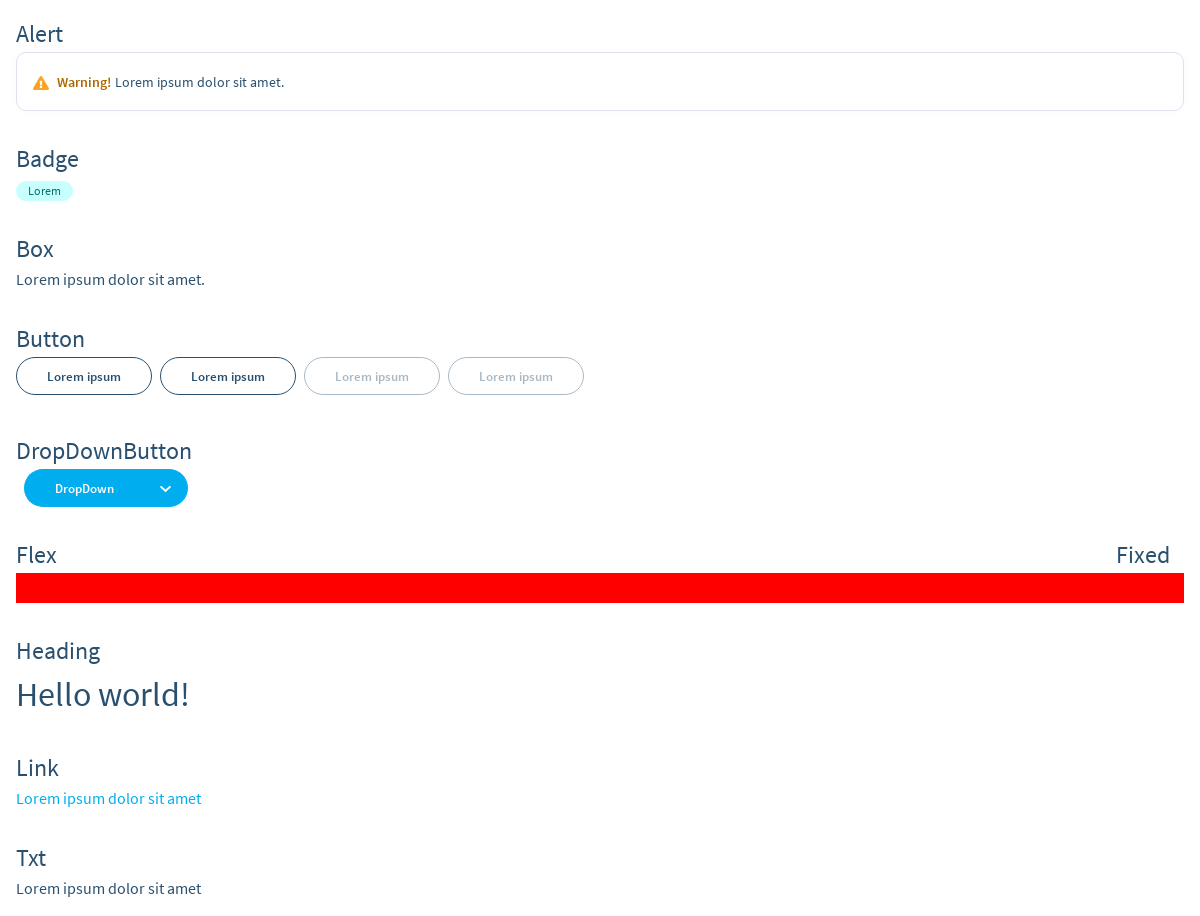 Alert
Warning! Lorem ipsum dolor sit amet.
Badge
Lorem
Box
Lorem ipsum dolor sit amet.
Button
Lorem ipsum Lorem ipsum Lorem ipsum Lorem ipsum
DropDownButton
DropDown
Flex Fixed
Heading
Hello world!
Link
Lorem ipsum dolor sit amet
Txt
Lorem ipsum dolor sit amet